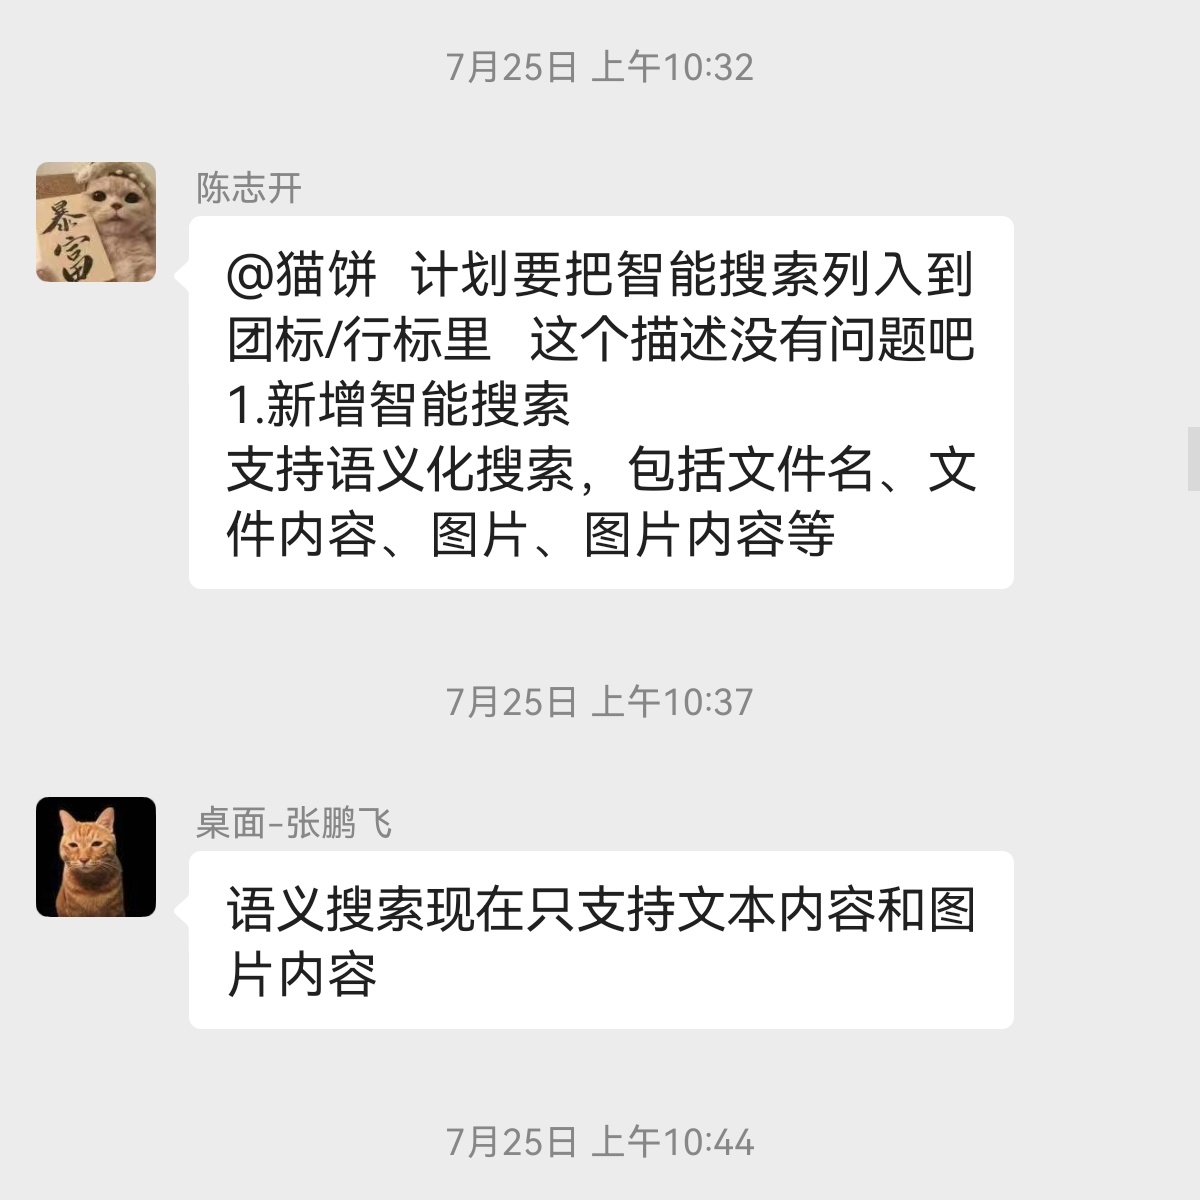 7月25日 上午10:32
陈志开
暴富
@猫饼 计划要把智能搜索列入到
团标/行标里 这个描述没有问题吧
1.新增智能搜索
支持语义化搜索，包括文件名、文
件内容、图片、图片内容等
7月25日 上午10:37
桌面-张鹏飞
语义搜索现在只支持文本内容和图
片内容
7月25日 上午10:44